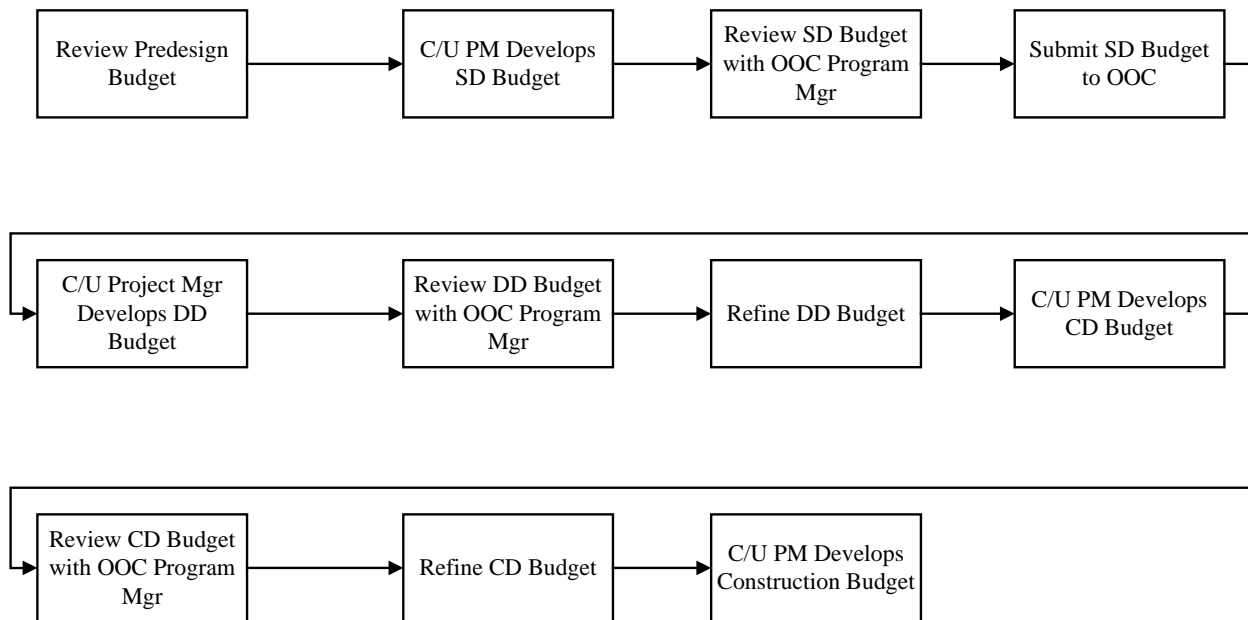 Review Predesign
Budget
C/U PM Develops
SD Budget
Review SD Budget
with OOC Program
Mgr
Submit SD Budget
to OOC
C/U Project Mgr
Develops DD
Budget
Review DD Budget
with OOC Program
Mgr
Refine DD Budget
C/U PM Develops
CD Budget
Review CD Budget
with OOC Program
Mgr
Refine CD Budget
C/U PM Develops
Construction Budget